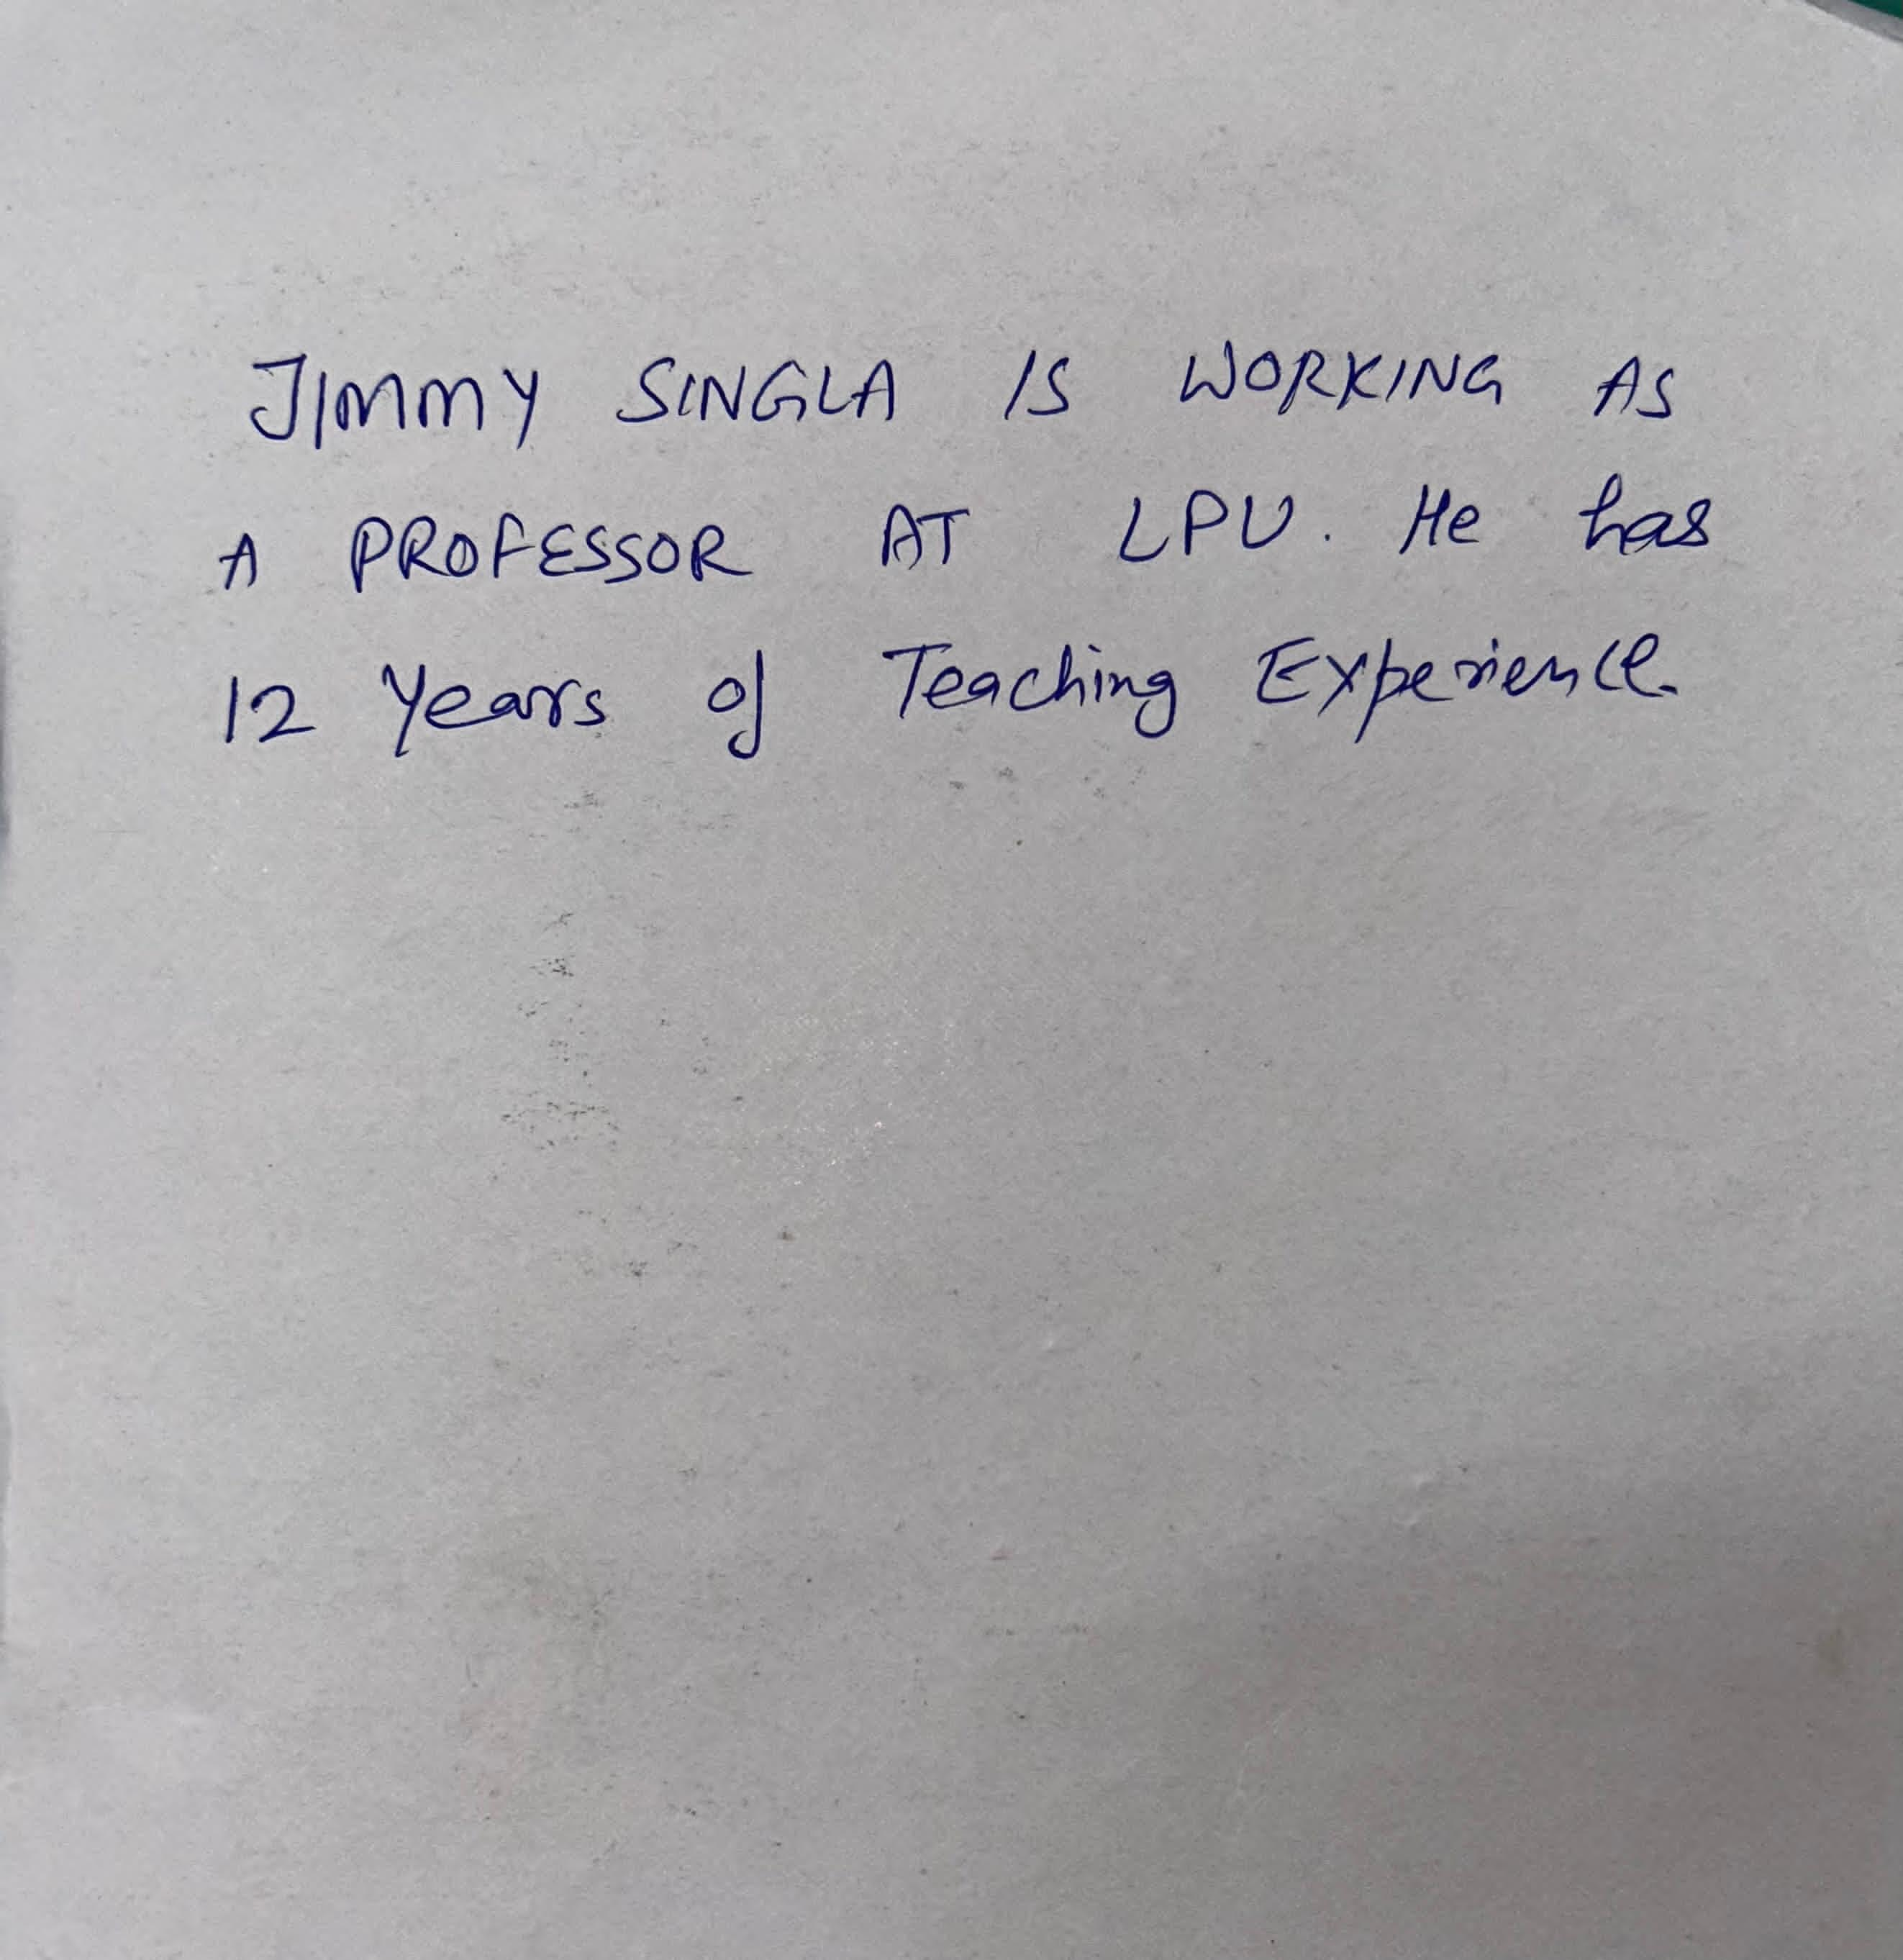 JIMMY SINGLA IS WORKING AS
A PROFESSOR AT LPU. He has
12 Years of Teaching Experience.